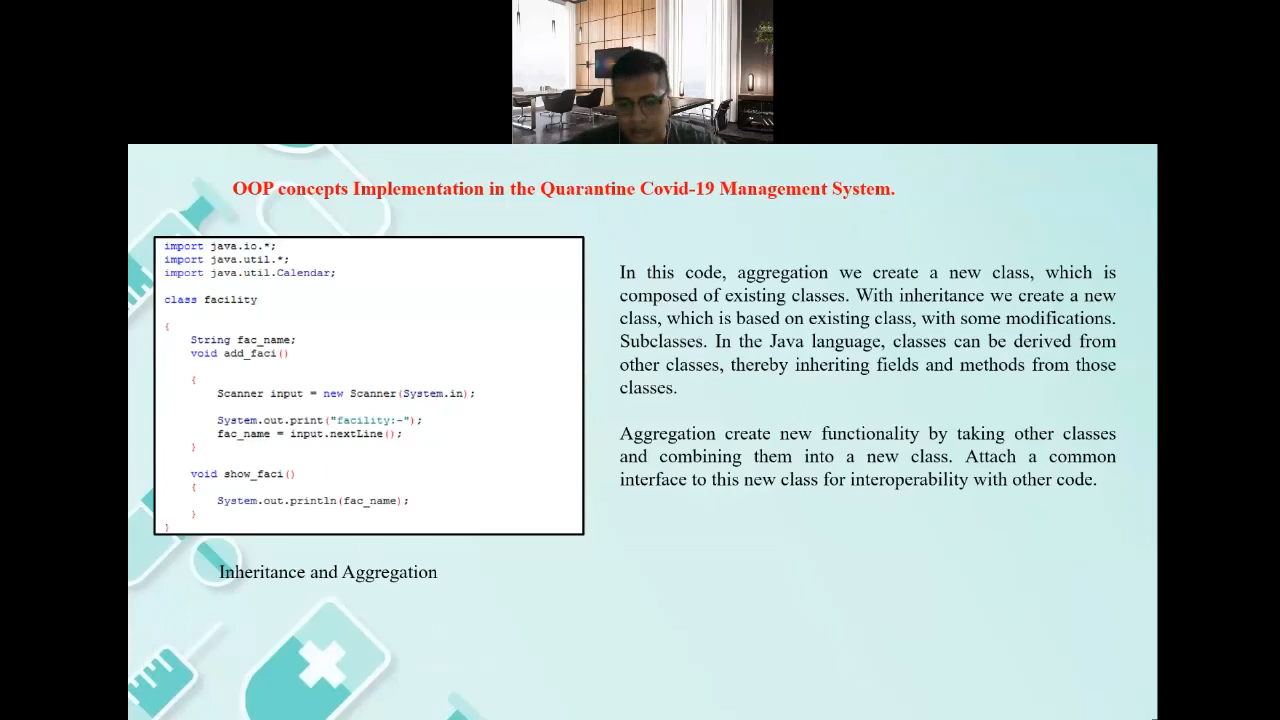 OOP concepts Implementation in the Quarantine Covid-19 Management System.
import java.io.*;
import java.util.*;
import java.util.Calendar;
class facility
{
String fac_name;
void add_faci()
{
Scanner input = new Scanner(System.in);
System.out.print("facility:-");
fac_name = input.nextLine();
}
void show_faci()
{
System.out.println(fac_name);
}
}
Inheritance and Aggregation
In this code, aggregation we create a new class, which is
composed of existing classes. With inheritance we create a new
class, which is based on existing class, with some modifications.
Subclasses. In the Java language, classes can be derived from
other classes, thereby inheriting fields and methods from those
classes.
Aggregation create new functionality by taking other classes
and combining them into a new class. Attach a common
interface to this new class for interoperability with other code.